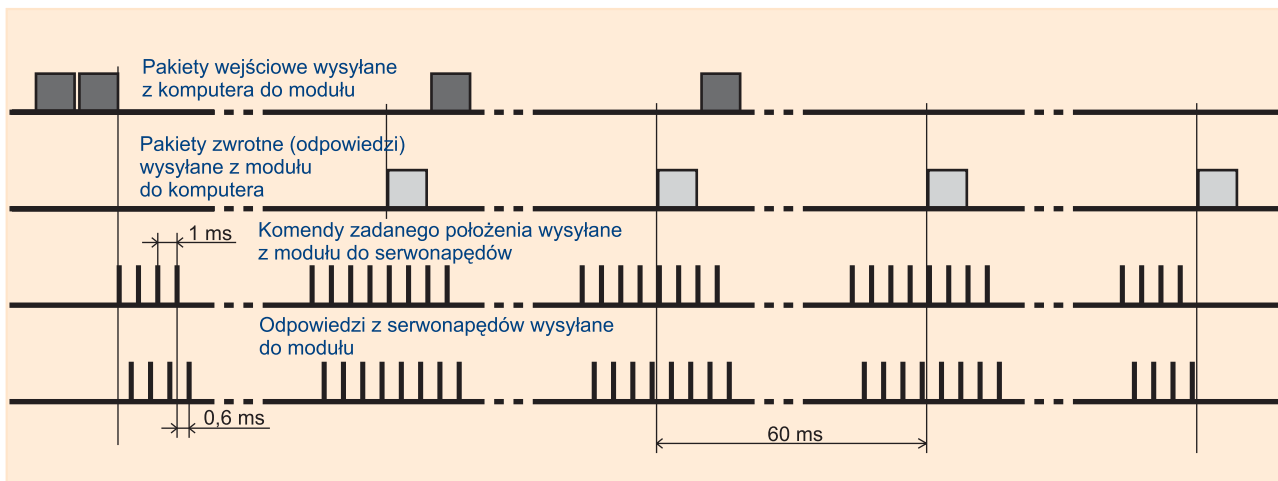 Pakiety wejściowe wysyłane
z komputera do modułu
Pakiety zwrotne (odpowiedzi)
wysyłane z modułu
do komputera
Komendy zadanego położenia wysyłane
z modułu do serwonapędów
1 ms
Odpowiedzi z serwonapędów wysyłane
do modułu
0,6 ms
60 ms